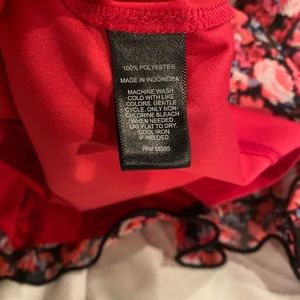 100% POLYESTER
MADE IN INDONESIA
MACHINE WASH
COLD WITH LIKE
COLORS. GENTLE
CYCLE. ONLY NON-
CHLORINE BLEACH
WHEN NEEDED.
LAY FLAT TO DRY.
COOL IRON
IF NEEDED.